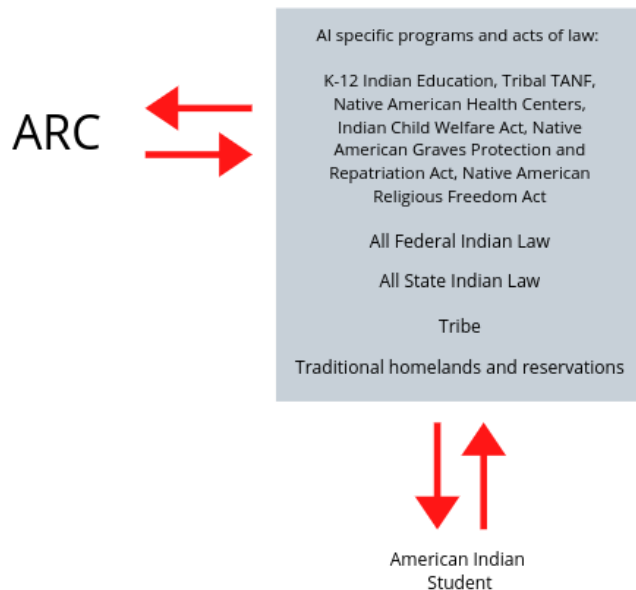 ARC
AI specific programs and acts of law:
K-12 Indian Education, Tribal TANF,
Native American Health Centers,
Indian Child Welfare Act, Native
American Graves Protection and
Repatriation Act, Native American
Religious Freedom Act
All Federal Indian Law
All State Indian Law
Tribe
Traditional homelands and reservations
American Indian
Student